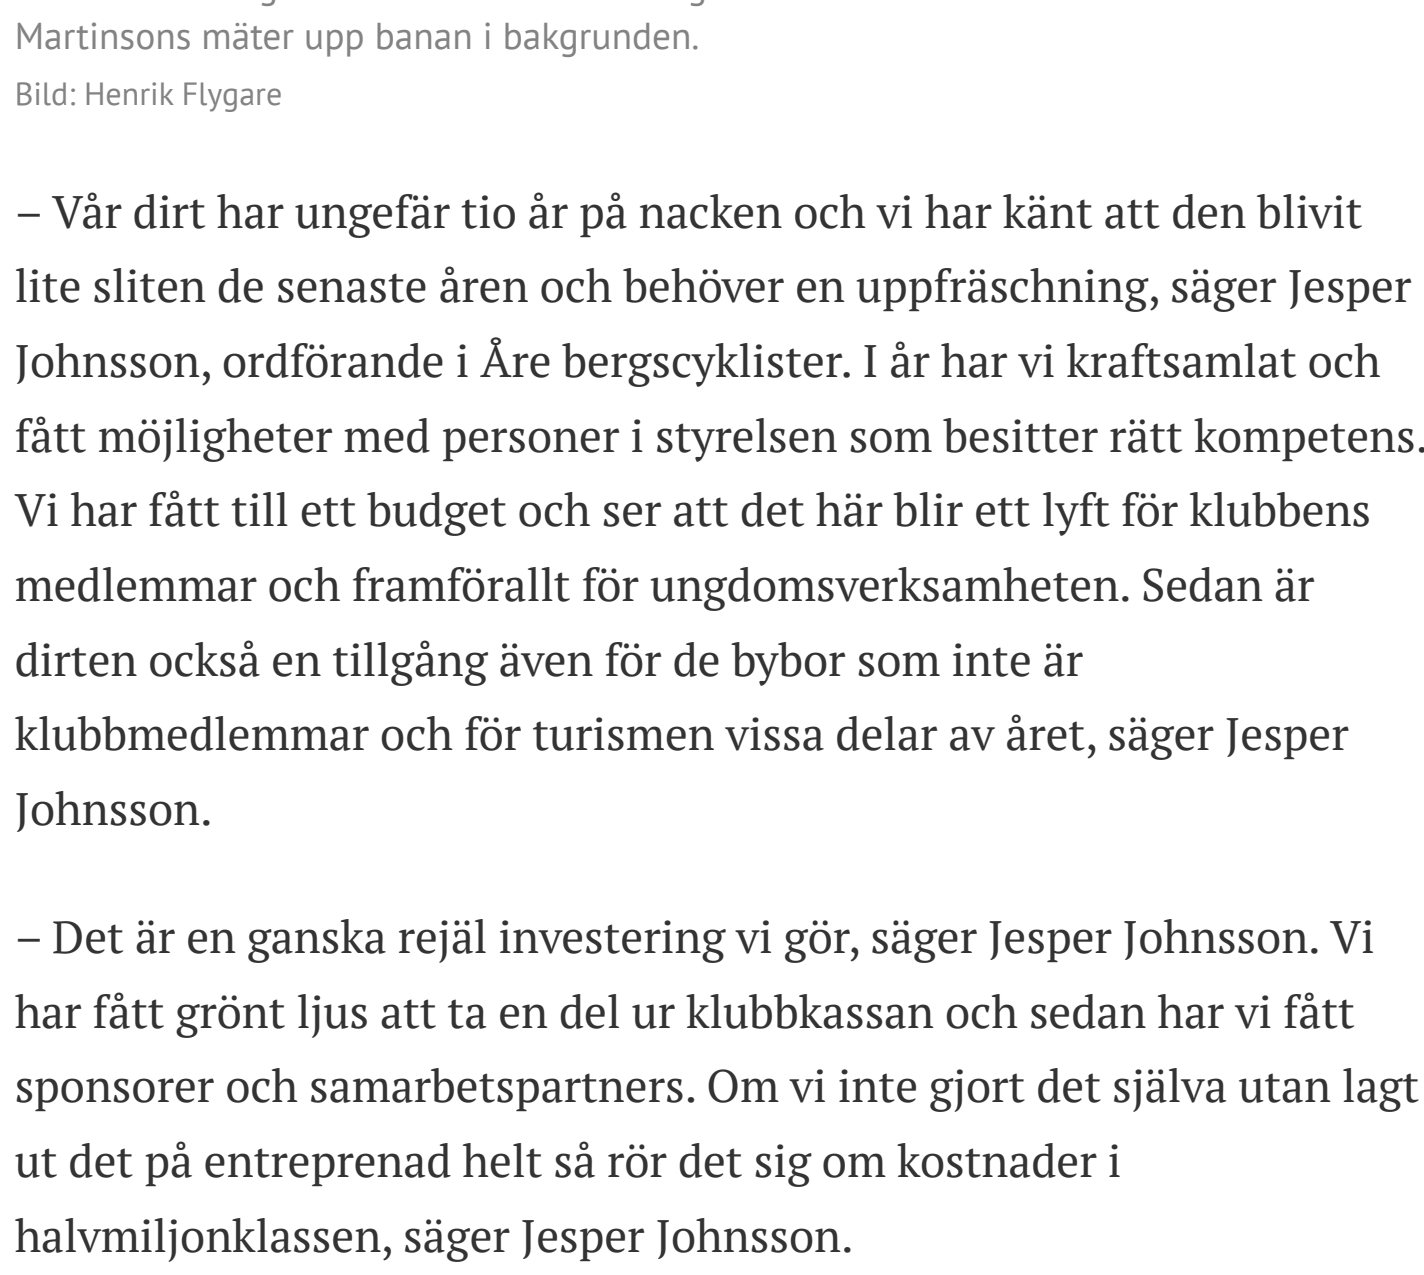 Martinsons mäter upp banan i bakgrunden.
Bild: Henrik Flygare
– Vår dirt har ungefär tio år på nacken och vi har känt att den blivit
lite sliten de senaste åren och behöver en uppfräschning, säger Jesper
Johnsson, ordförande i Åre bergscyklister. I år har vi kraftsamlat och
fått möjligheter med personer i styrelsen som besitter rätt kompetens.
Vi har fått till ett budget och ser att det här blir ett lyft för klubbens
medlemmar och framförallt för ungdomsverksamheten. Sedan är
dirten också en tillgång även för de bybor som inte är
klubbmedlemmar och för turismen vissa delar av året, säger Jesper
Johnsson.
– Det är en ganska rejäl investering vi gör, säger Jesper Johnsson. Vi
har fått grönt ljus att ta en del ur klubbkassan och sedan har vi fått
sponsorer och samarbetspartners. Om vi inte gjort det själva utan lagt
ut det på entreprenad helt så rör det sig om kostnader i
halvmiljonklassen, säger Jesper Johnsson.